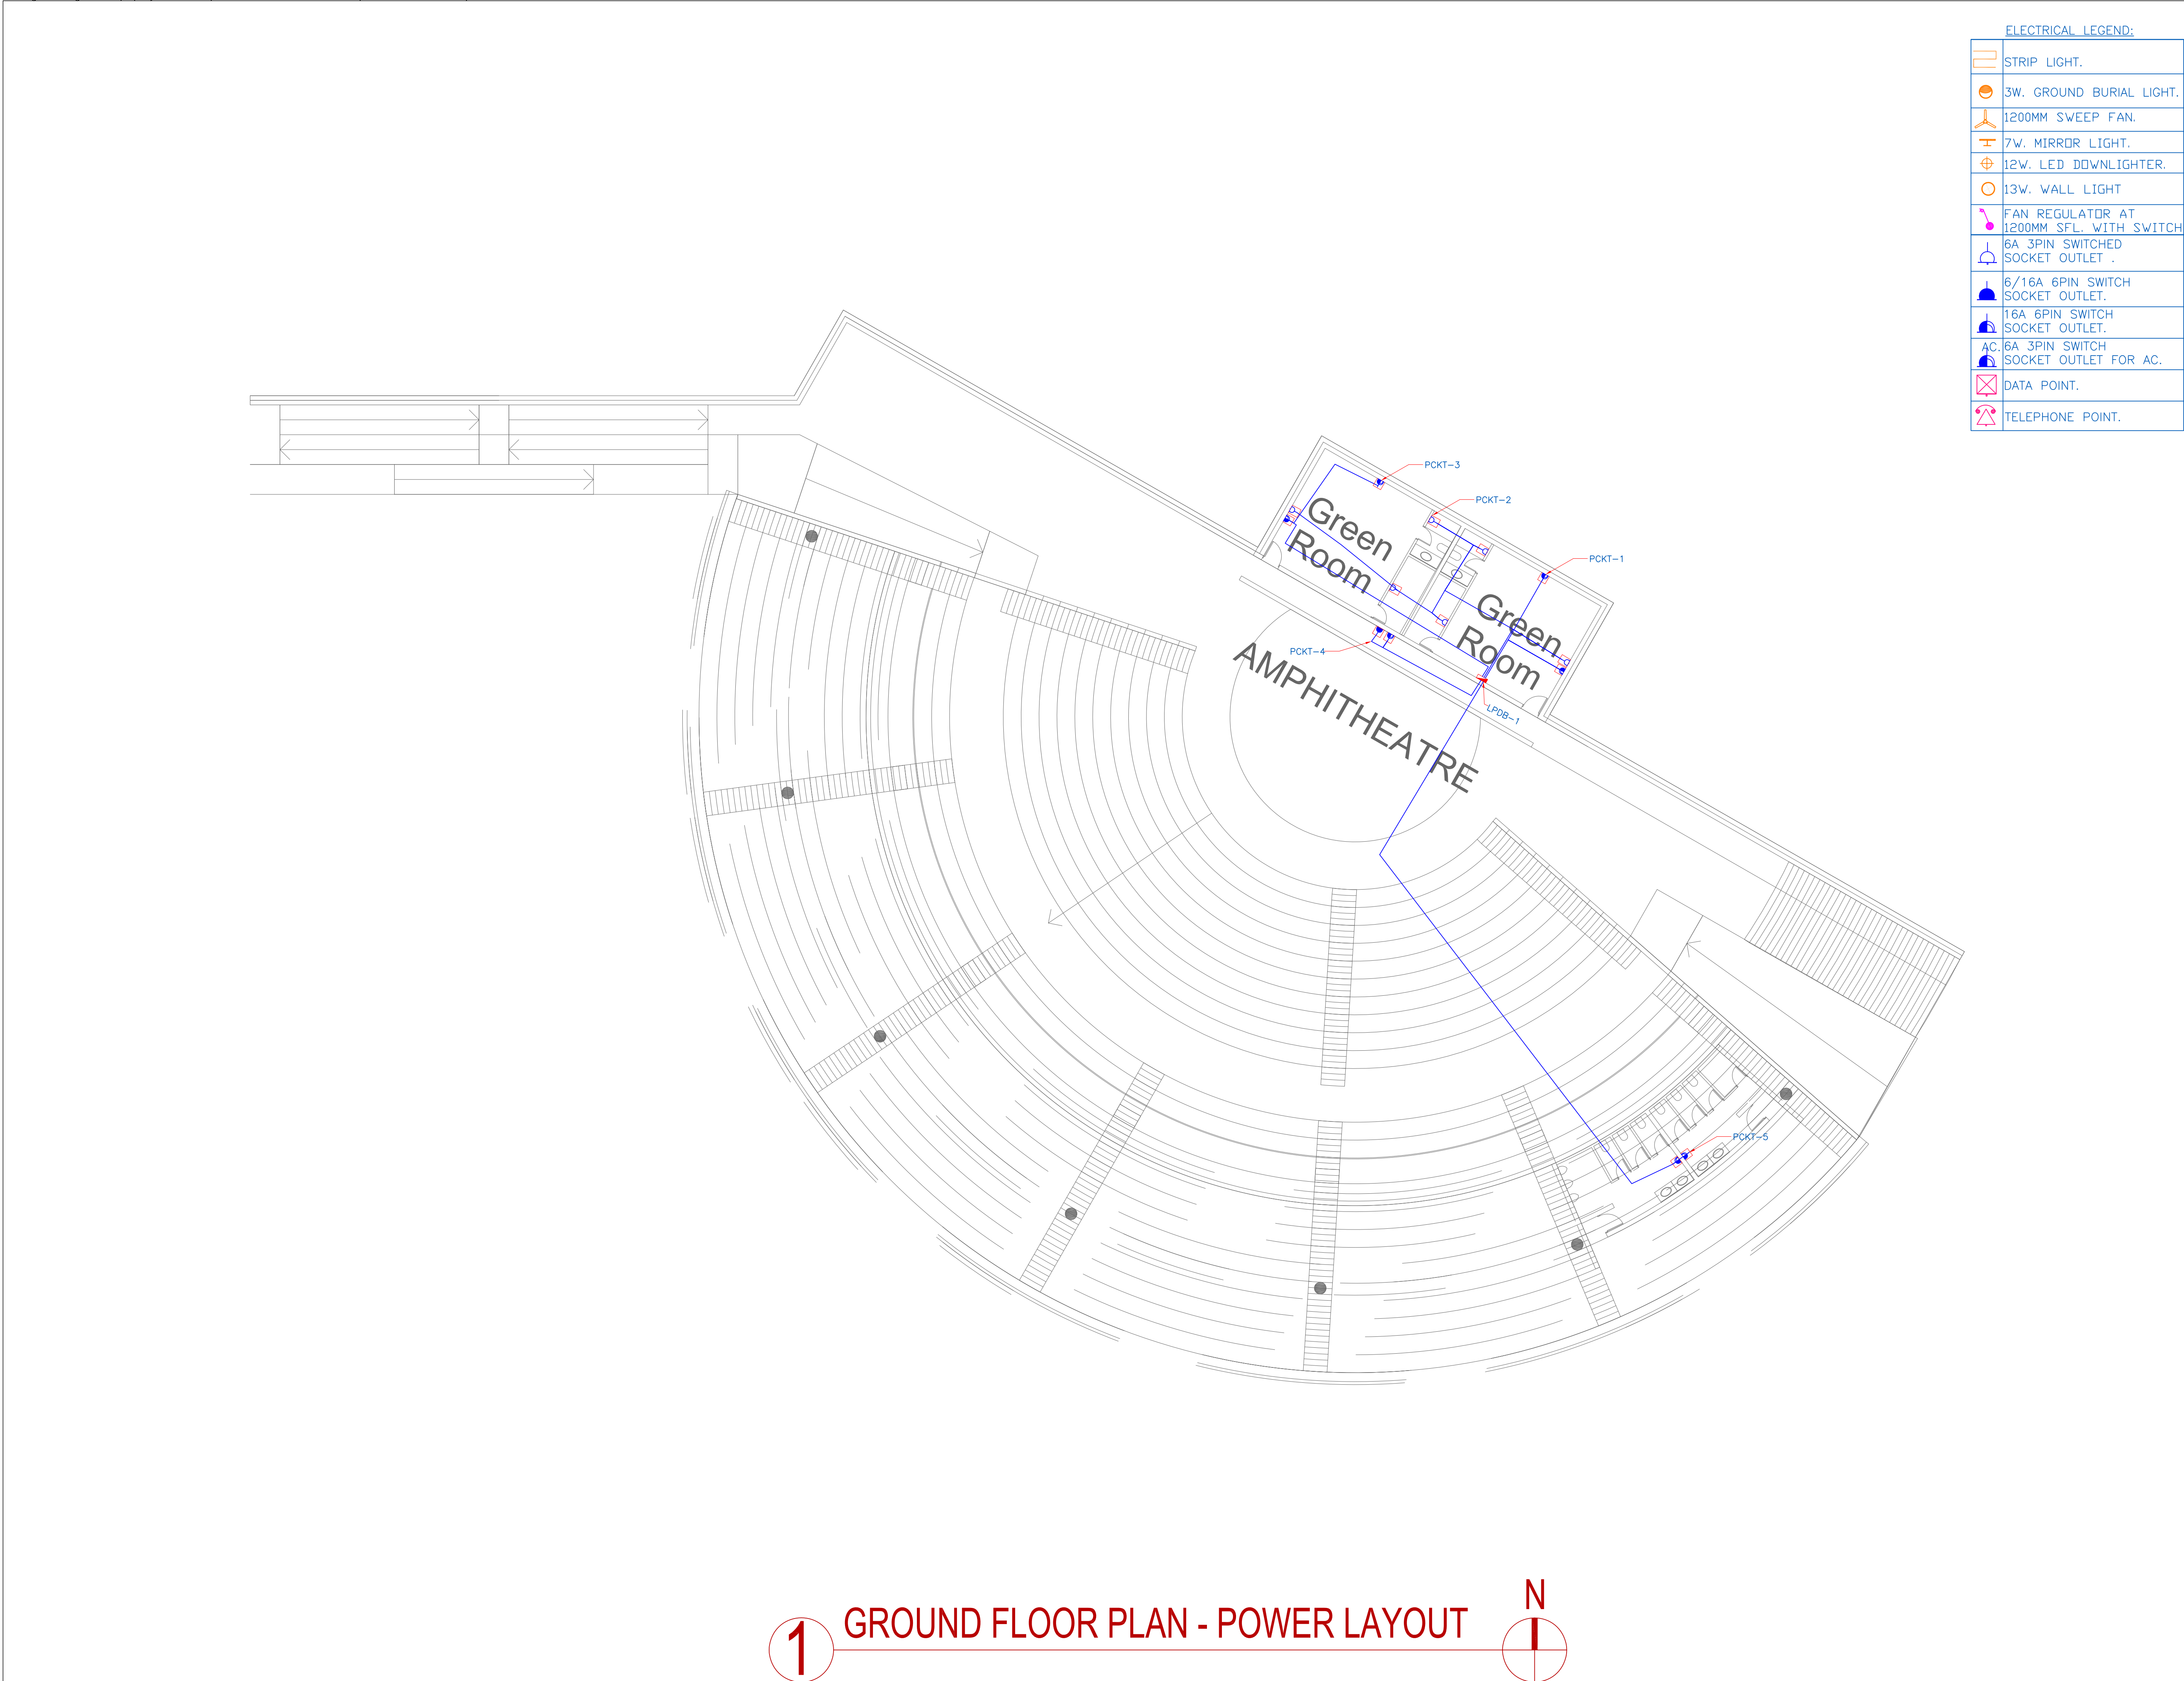 ELECTRICAL LEGEND:
STRIP LIGHT.
3W. GROUND BURIAL LIGHT.
1200MM SWEEP FAN.
7W. MIRROR LIGHT.
12W. LED DOWNLIGHTER.
13W. WALL LIGHT
FAN REGULATOR AT
1200MM SFL. WITH SWITCH
6A 3PIN SWITCHED
SOCKET OUTLET .
6/16A 6PIN SWITCH
SOCKET OUTLET.
16A 6PIN SWITCH
SOCKET OUTLET.
AC. 6A 3PIN SWITCH
SOCKET OUTLET FOR AC.
DATA POINT.
TELEPHONE POINT.
PCKT-3
PCKT-2
Green
Room
PCKT-1
Green
Room
PCKT-4
AMPHITHEATRE
LPDB-1
PCKT-5
N
1 GROUND FLOOR PLAN - POWER LAYOUT